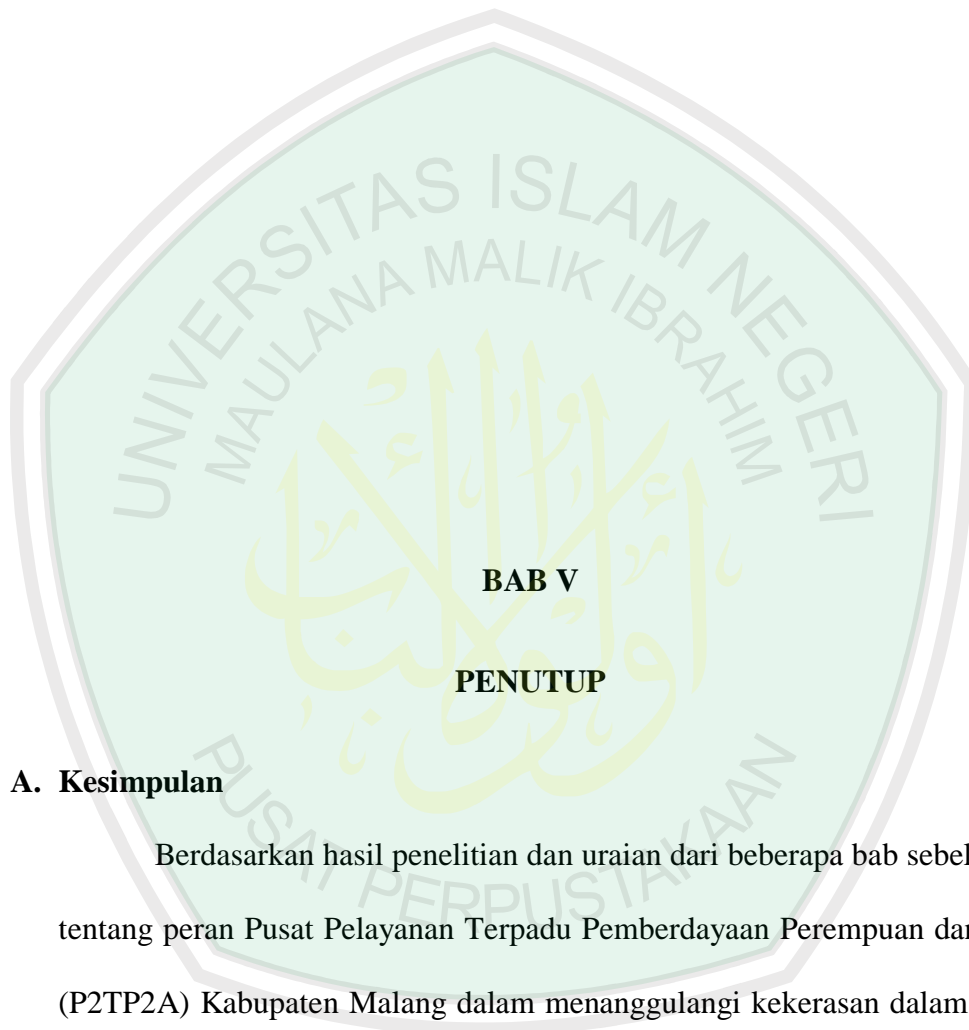 UNIVERSITAS ISLAM NEGERI
MAULANA MALIK IBRAHIM
BAB V
PENUTUP
A. Kesimpulan
Berdasarkan hasil penelitian dan uraian dari beberapa bab sebel
tentang peran Pusat Pelayanan Terpadu Pemberdayaan Perempuan dan
(P2TP2A) Kabupaten Malang dalam menanggulangi kekerasan dalam
PUSAT PERPUSTAKAAN